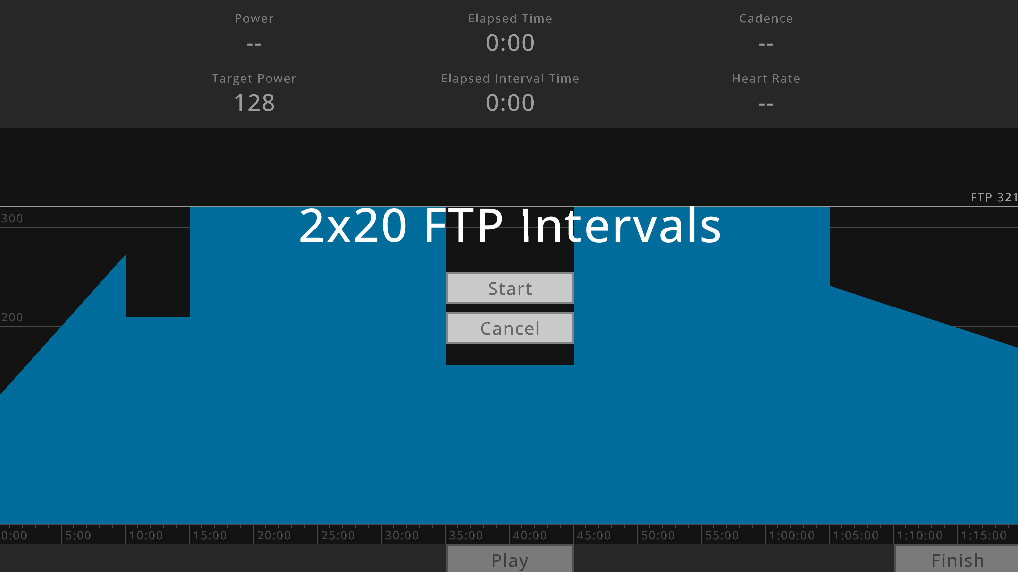 Power
--
Elapsed Time
0:00
Cadence
--
Target Power
128
Elapsed Interval Time
0:00
Heart Rate
--
FTP 321
300
2x20 FTP Intervals
Start
200
Cancel
0:00 5:00 10:00 15:00 20:00 25:00 30:00 35:00 40:00 45:00 50:00 55:00 1:00:00 1:05:00 1:10:00 1:15:00
Play
Finish